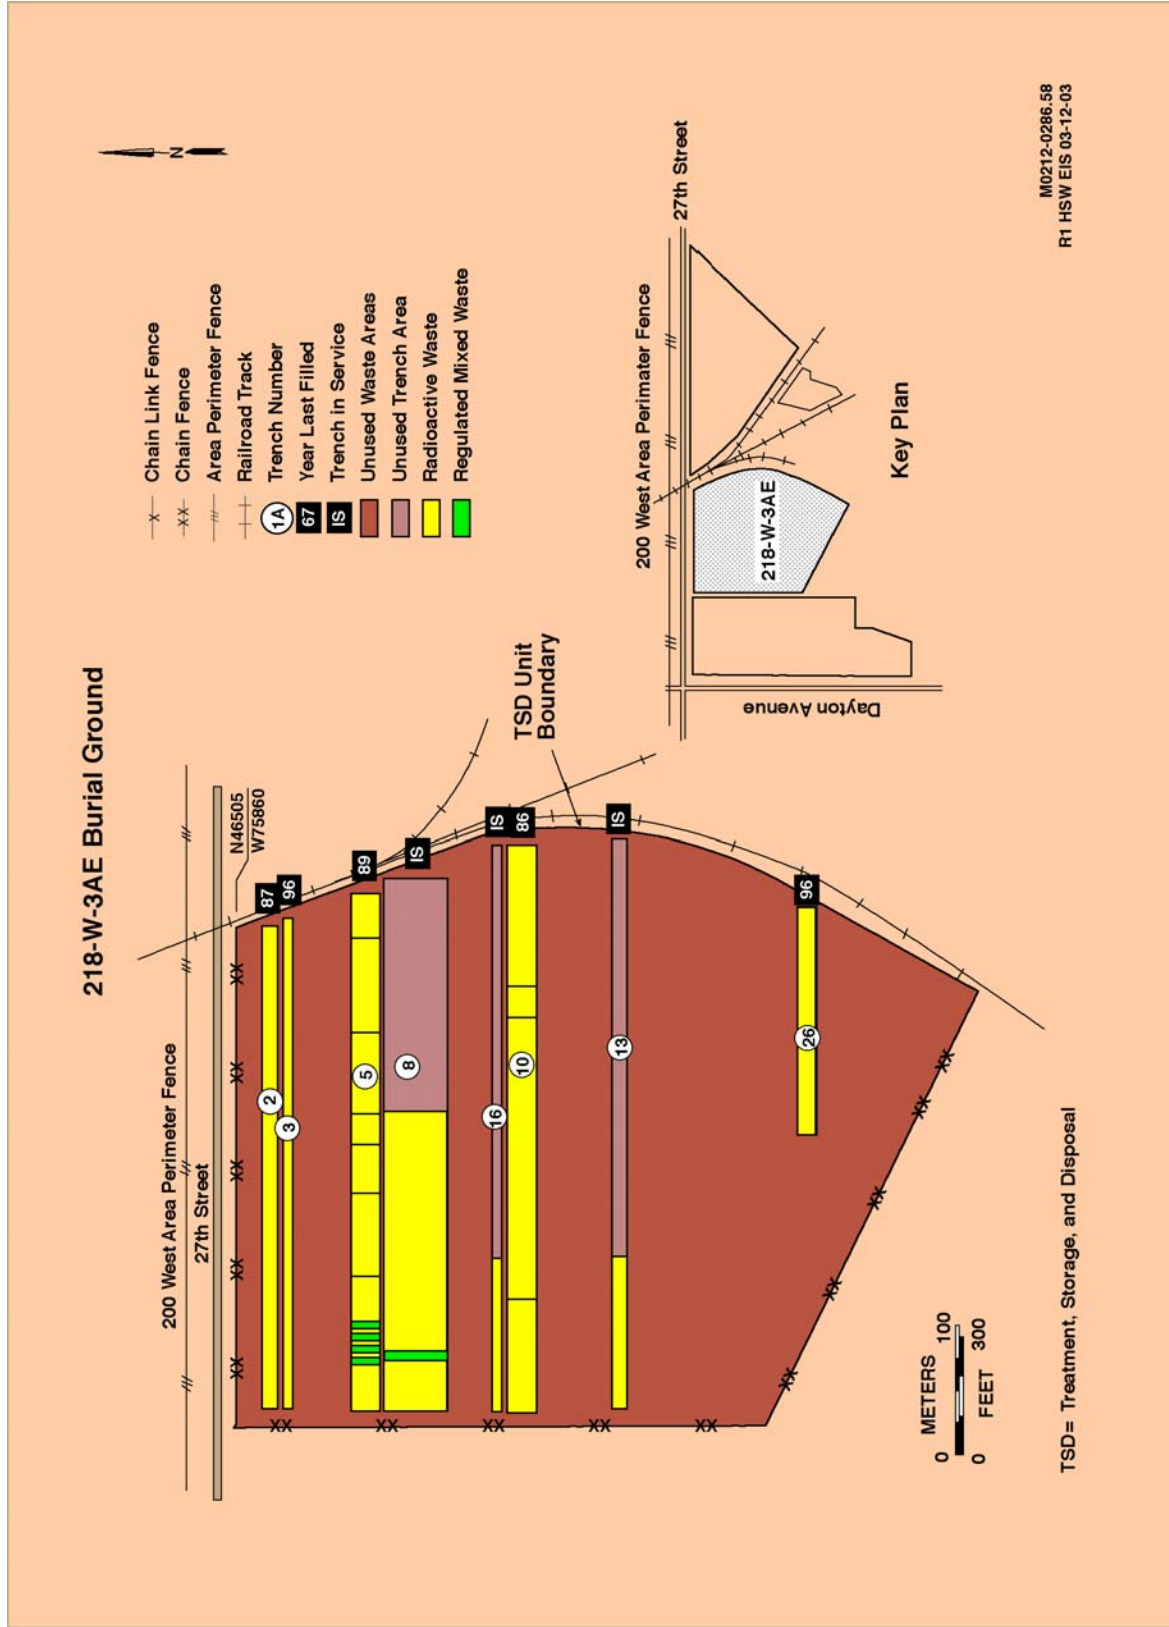 218-W-3AE Burial Ground
200 West Area Perimeter Fence
27th Street
N46505
W75860
87
96
2
3
89
5
IS
8
IS
16
86
10
IS
13
96
26
TSD Unit
Boundary
METERS
0 100
0 300
FEET
TSD= Treatment, Storage, and Disposal
N
Chain Link Fence
Chain Fence
Area Perimeter Fence
Railroad Track
1A Trench Number
67 Year Last Filled
IS Trench in Service
Unused Waste Areas
Unused Trench Area
Radioactive Waste
Regulated Mixed Waste
200 West Area Perimater Fence
27th Street
Dayton Avenue
218-W-3AE
Key Plan
M0212-0286.58
R1 HSW EIS 03-12-03